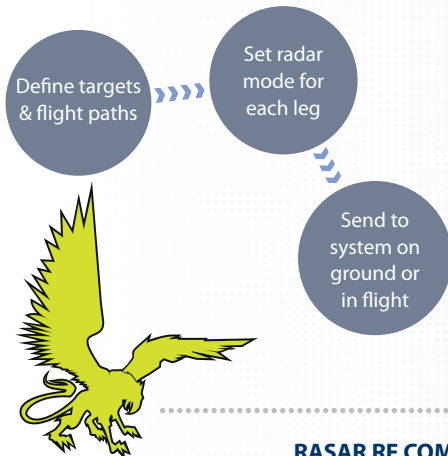 Define targets
& flight paths
Set radar
mode for
each leg
Send to
system on
ground or
in flight